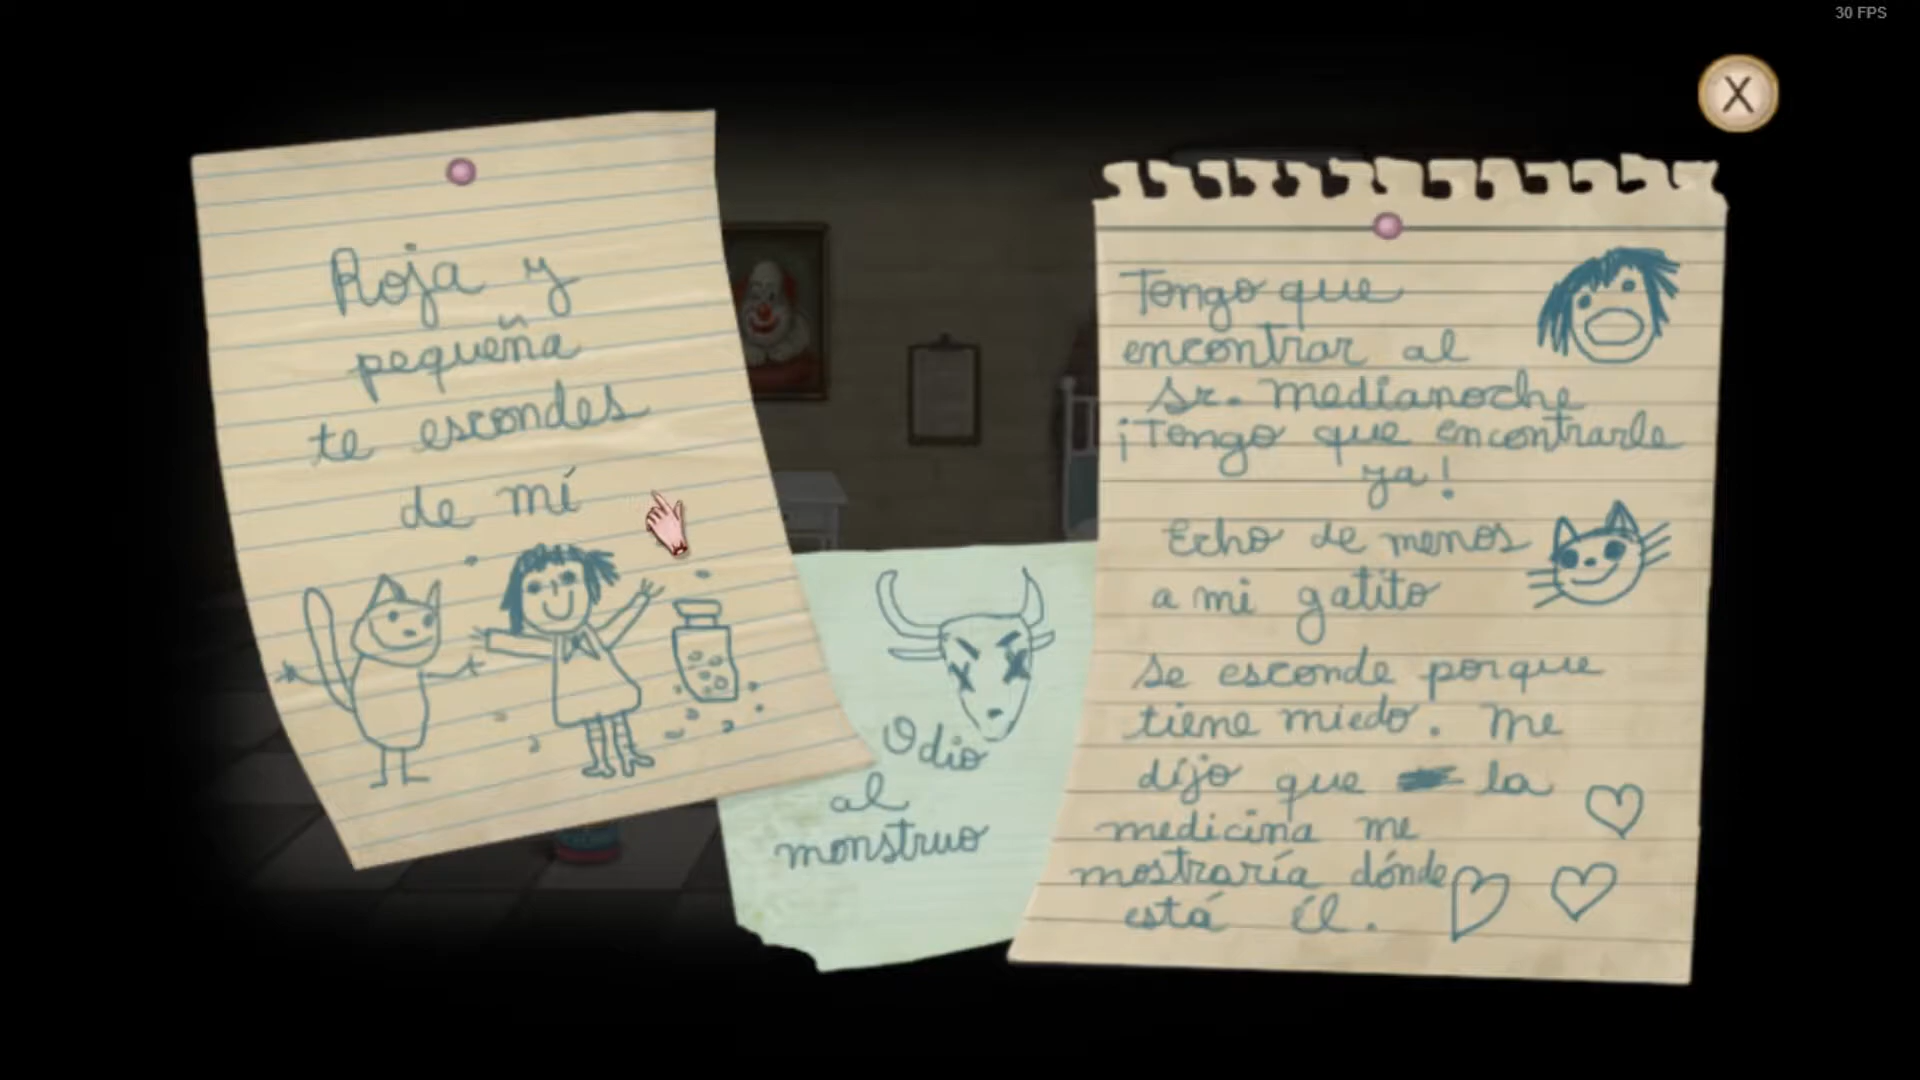 30 FPS
X
Roja y
pequeña
te escondes
de mí
Odio
al
monstruo
Tengo que
encontrar al
Sr. medianoche
¡Tengo que encontrarle
ya!
Echo de menos
a mi gatito
Se esconde porque
tiene miedo. Me
dijo que la
medicina me
mostraría dónde
está él.